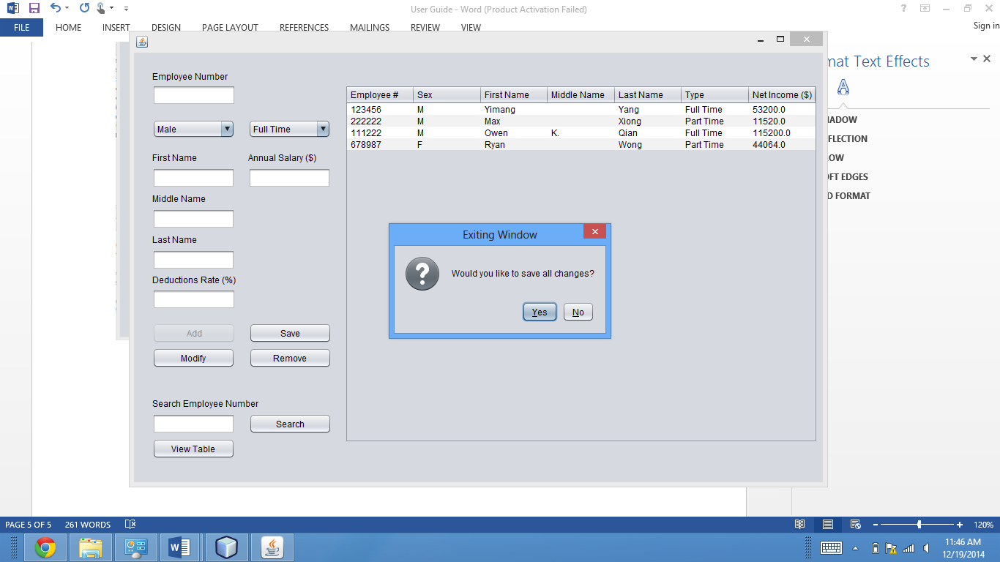 User Guide - Word (Product Activation Failed)
FILE HOME INSERT DESIGN PAGE LAYOUT REFERENCES MAILINGS REVIEW VIEW Sign in
Employee Number
Male Full Time
First Name Annual Salary ($)
Middle Name
Last Name
Deductions Rate (%)
Add Save
Modify Remove
Search Employee Number
Search
View Table
Employee # Sex First Name Middle Name Last Name Type Net Income ($)
123456 M Yimang Yang Full Time 53200.0
222222 M Max Xiong Part Time 11520.0
111222 M Owen K. Qian Full Time 115200.0
678987 F Ryan Wong Part Time 44064.0
Exiting Window
Would you like to save all changes?
Yes No
mat Text Effects
A
ADOW
FLECTION
OW
FT EDGES
D FORMAT
PAGE 5 OF 5 261 WORDS 120%
11:46 AM
12/19/2014